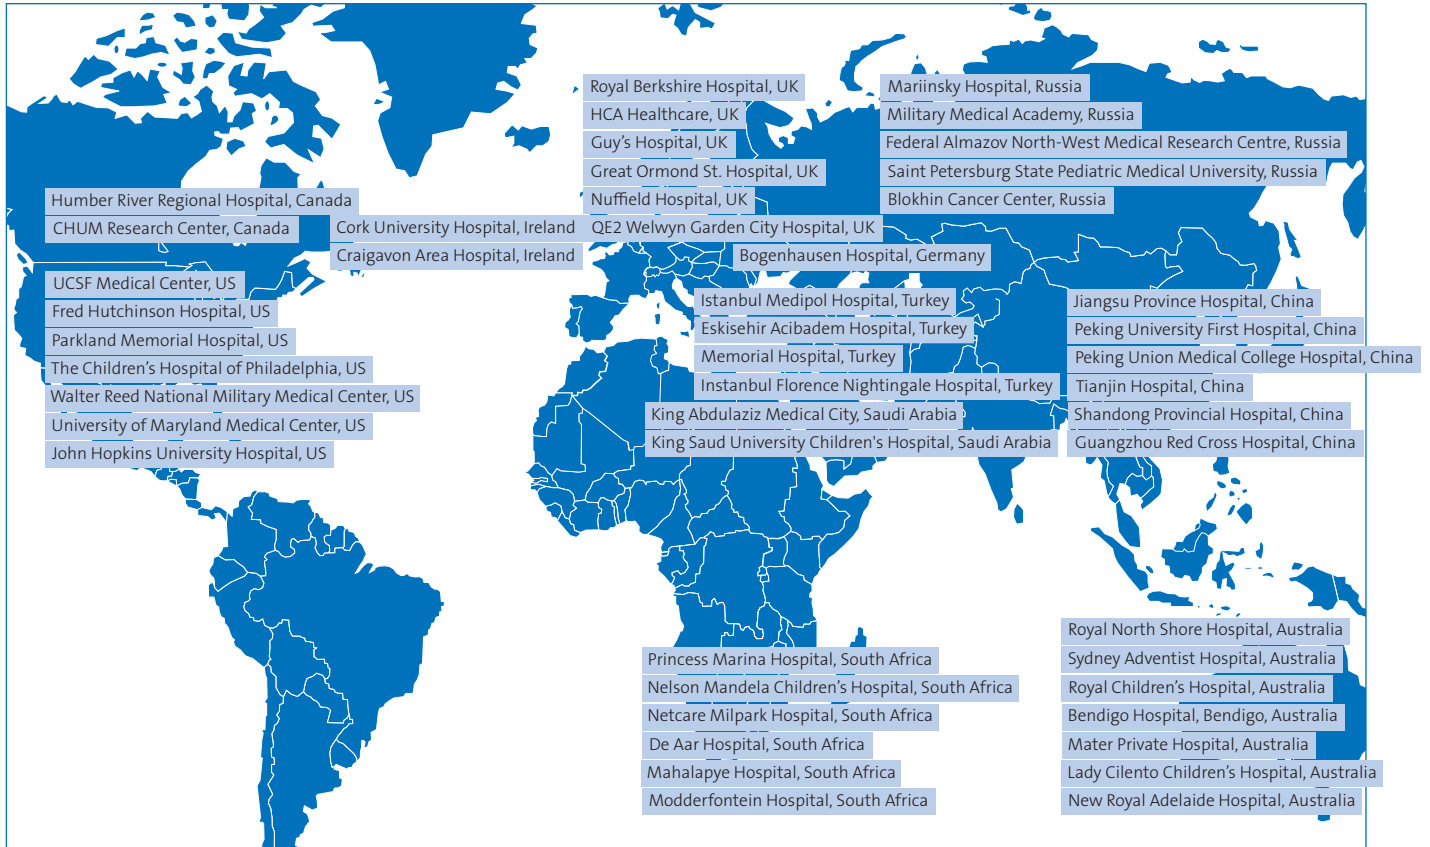 Royal Berkshire Hospital, UK
HCA Healthcare, UK
Guy's Hospital, UK
Great Ormond St. Hospital, UK
Nuffield Hospital, UK
QE2 Welwyn Garden City Hospital, UK
Mariinsky Hospital, Russia
Military Medical Academy, Russia
Federal Almazov North-West Medical Research Centre, Russia
Saint Petersburg State Pediatric Medical University, Russia
Blokhin Cancer Center, Russia
Humber River Regional Hospital, Canada
CHUM Research Center, Canada
Cork University Hospital, Ireland
Craigavon Area Hospital, Ireland
Bogenhausen Hospital, Germany
UCSF Medical Center, US
Fred Hutchinson Hospital, US
Parkland Memorial Hospital, US
The Children’s Hospital of Philadelphia, US
Walter Reed National Military Medical Center, US
University of Maryland Medical Center, US
John Hopkins University Hospital, US
Istanbul Medipol Hospital, Turkey
Eskisehir Acibadem Hospital, Turkey
Memorial Hospital, Turkey
Instanbul Florence Nightingale Hospital, Turkey
King Abdulaziz Medical City, Saudi Arabia
King Saud University Children's Hospital, Saudi Arabia
Jiangsu Province Hospital, China
Peking University First Hospital, China
Peking Union Medical College Hospital, China
Tianjin Hospital, China
Shandong Provincial Hospital, China
Guangzhou Red Cross Hospital, China
Princess Marina Hospital, South Africa
Nelson Mandela Children’s Hospital, South Africa
Netcare Milpark Hospital, South Africa
De Aar Hospital, South Africa
Mahalapye Hospital, South Africa
Modderfontein Hospital, South Africa
Royal North Shore Hospital, Australia
Sydney Adventist Hospital, Australia
Royal Children’s Hospital, Australia
Bendigo Hospital, Bendigo, Australia
Mater Private Hospital, Australia
Lady Cilento Children’s Hospital, Australia
New Royal Adelaide Hospital, Australia